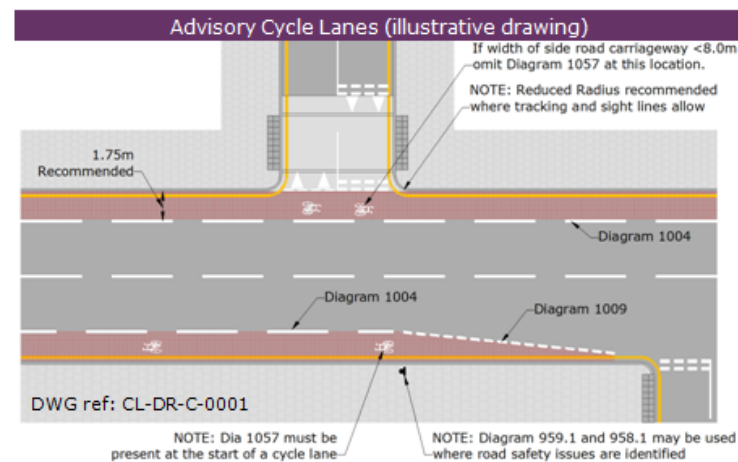 Advisory Cycle Lanes (illustrative drawing)
If width of side road carriageway <8.0m
omit Diagram 1057 at this location.
NOTE: Reduced Radius recommended
where tracking and sight lines allow
1.75m
Recommended
Diagram 1004
Diagram 1004
Diagram 1009
DWG ref: CL-DR-C-0001
NOTE: Dia 1057 must be
present at the start of a cycle lane
NOTE: Diagram 959.1 and 958.1 may be used
where road safety issues are identified